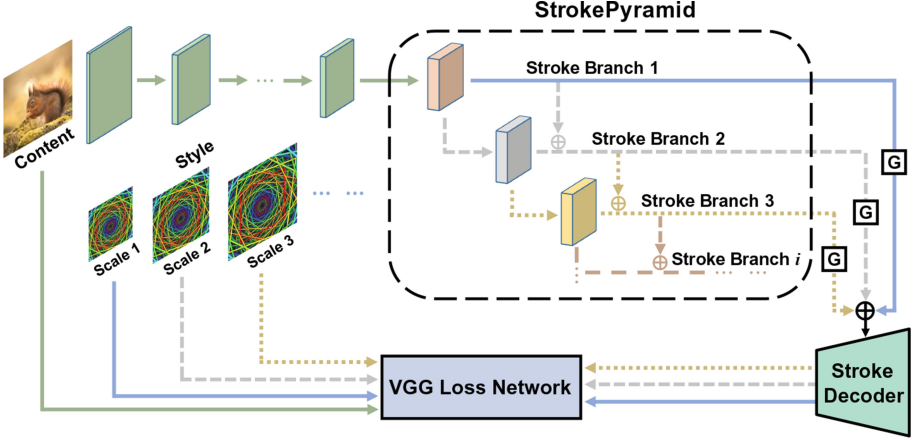 StrokePyramid
Stroke Branch 1
Content
Style
Stroke Branch 2
G
Stroke Branch 3
G
Scale 1
Scale 2
Scale 3
Stroke Branch i
G
VGG Loss Network
Stroke
Decoder